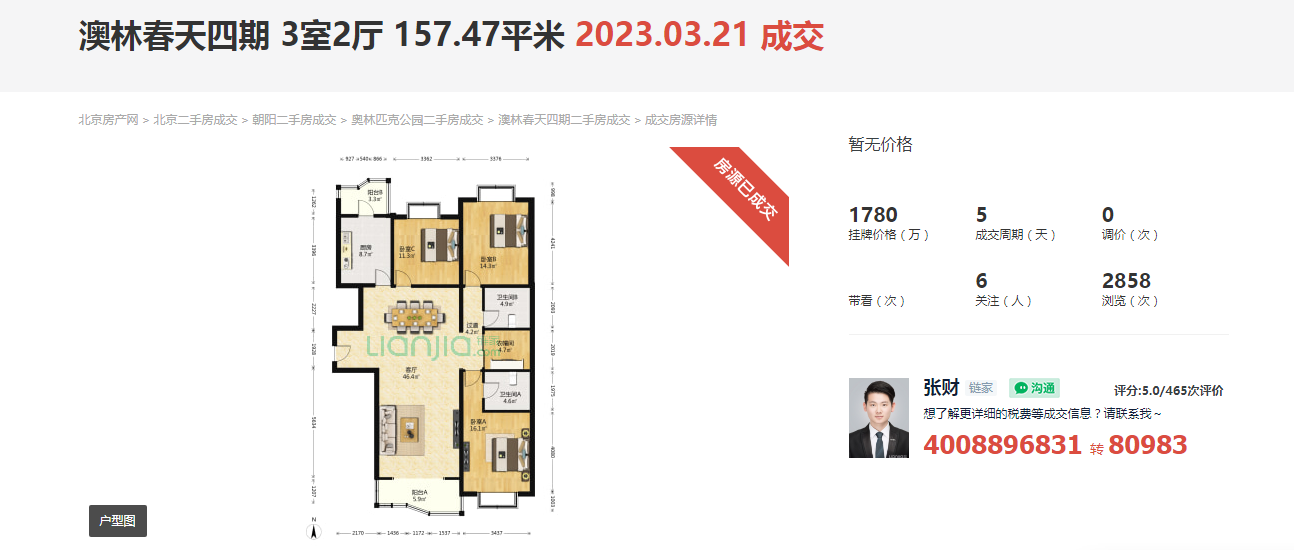 澳林春天四期 3室2厅 157.47平米 2023.03.21 成交
北京房产网 > 北京二手房成交 > 朝阳二手房成交 > 奥林匹克公园二手房成交 > 澳林春天四期二手房成交 > 成交房源详情
房源已成交
927 540 866 3362 3376
阳台B
3.3㎡
厨房
8.7㎡
卧室C
11.3㎡
卧室B
14.3㎡
卫生间B
4.9㎡
过道
4.2㎡
衣帽间
4.7㎡
客厅
46.4㎡
卫生间A
4.6㎡
卧室A
16.1㎡
阳台A
5.9㎡
Lianjia.com
N
2170 1436 1172 1537 3437
户型图
暂无价格
1780 5 0
挂牌价格（万） 成交周期（天） 调价（次）
6 2858
带看（次） 关注（人） 浏览（次）
张财 链家 沟通 评分:5.0/465次评价
想了解更详细的税费等成交信息？请联系我～
4008896831 转 80983